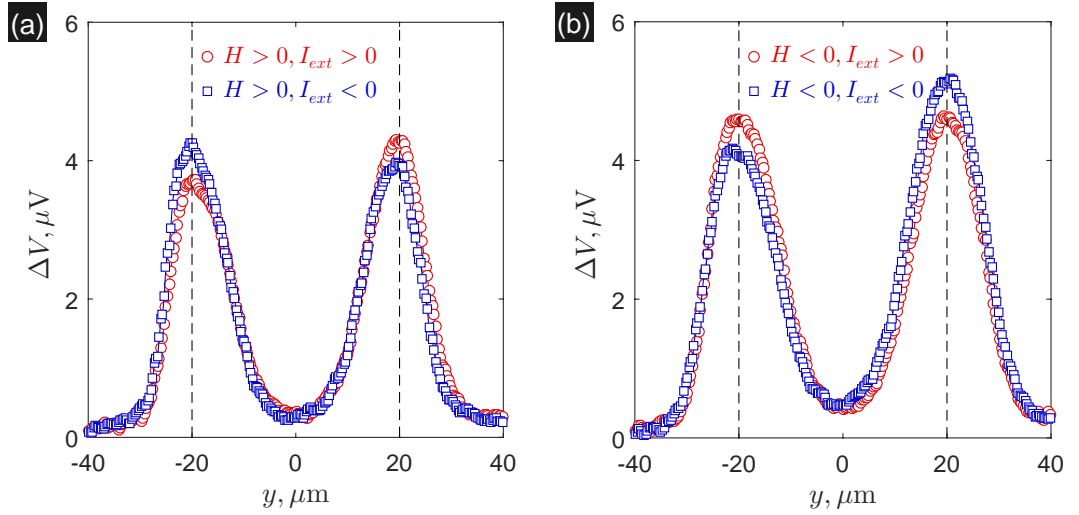 (a)
6
4
2
0
ΔV, μV
H > 0, I_ext > 0
H > 0, I_ext < 0
-40 -20 0 20 40
y, μm
(b)
6
4
2
0
ΔV, μV
H < 0, I_ext > 0
H < 0, I_ext < 0
-40 -20 0 20 40
y, μm